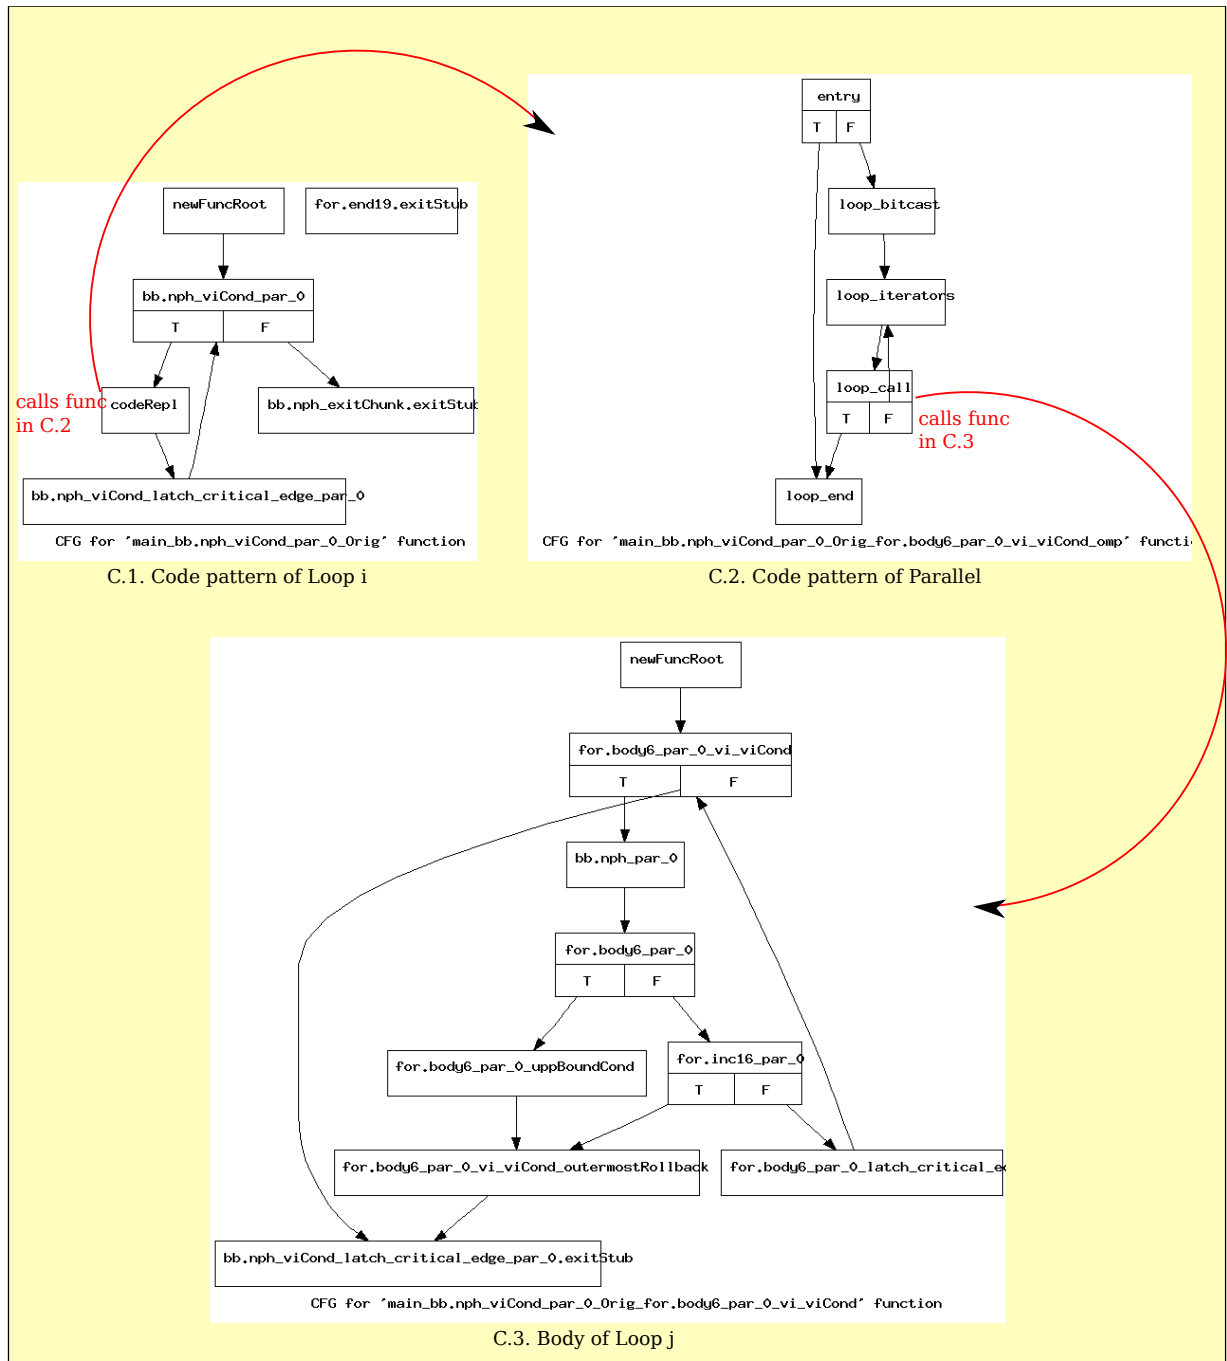 newFuncRoot
for.end19.exitStub
bb.nph_viCond_par_0
T F
calls func
in C.2
codeRepl
bb.nph_exitChunk.exitStub
bb.nph_viCond_latch_critical_edge_par_0
CFG for 'main_bb.nph_viCond_par_0_Orig' function
C.1. Code pattern of Loop i
entry
T F
loop_bitcast
loop_iterators
loop_call
T F
calls func
in C.3
loop_end
CFG for 'main_bb.nph_viCond_par_0_Orig_for.body6_par_0_vi_viCond_omp' functi
C.2. Code pattern of Parallel
newFuncRoot
for.body6_par_0_vi_viCond
T F
bb.nph_par_0
for.body6_par_0
T F
for.body6_par_0_uppBoundCond
for.inc16_par_0
T F
for.body6_par_0_vi_viCond_outermostRollback
for.body6_par_0_latch_critical_e
bb.nph_viCond_latch_critical_edge_par_0.exitStub
CFG for 'main_bb.nph_viCond_par_0_Orig_for.body6_par_0_vi_viCond' function
C.3. Body of Loop j